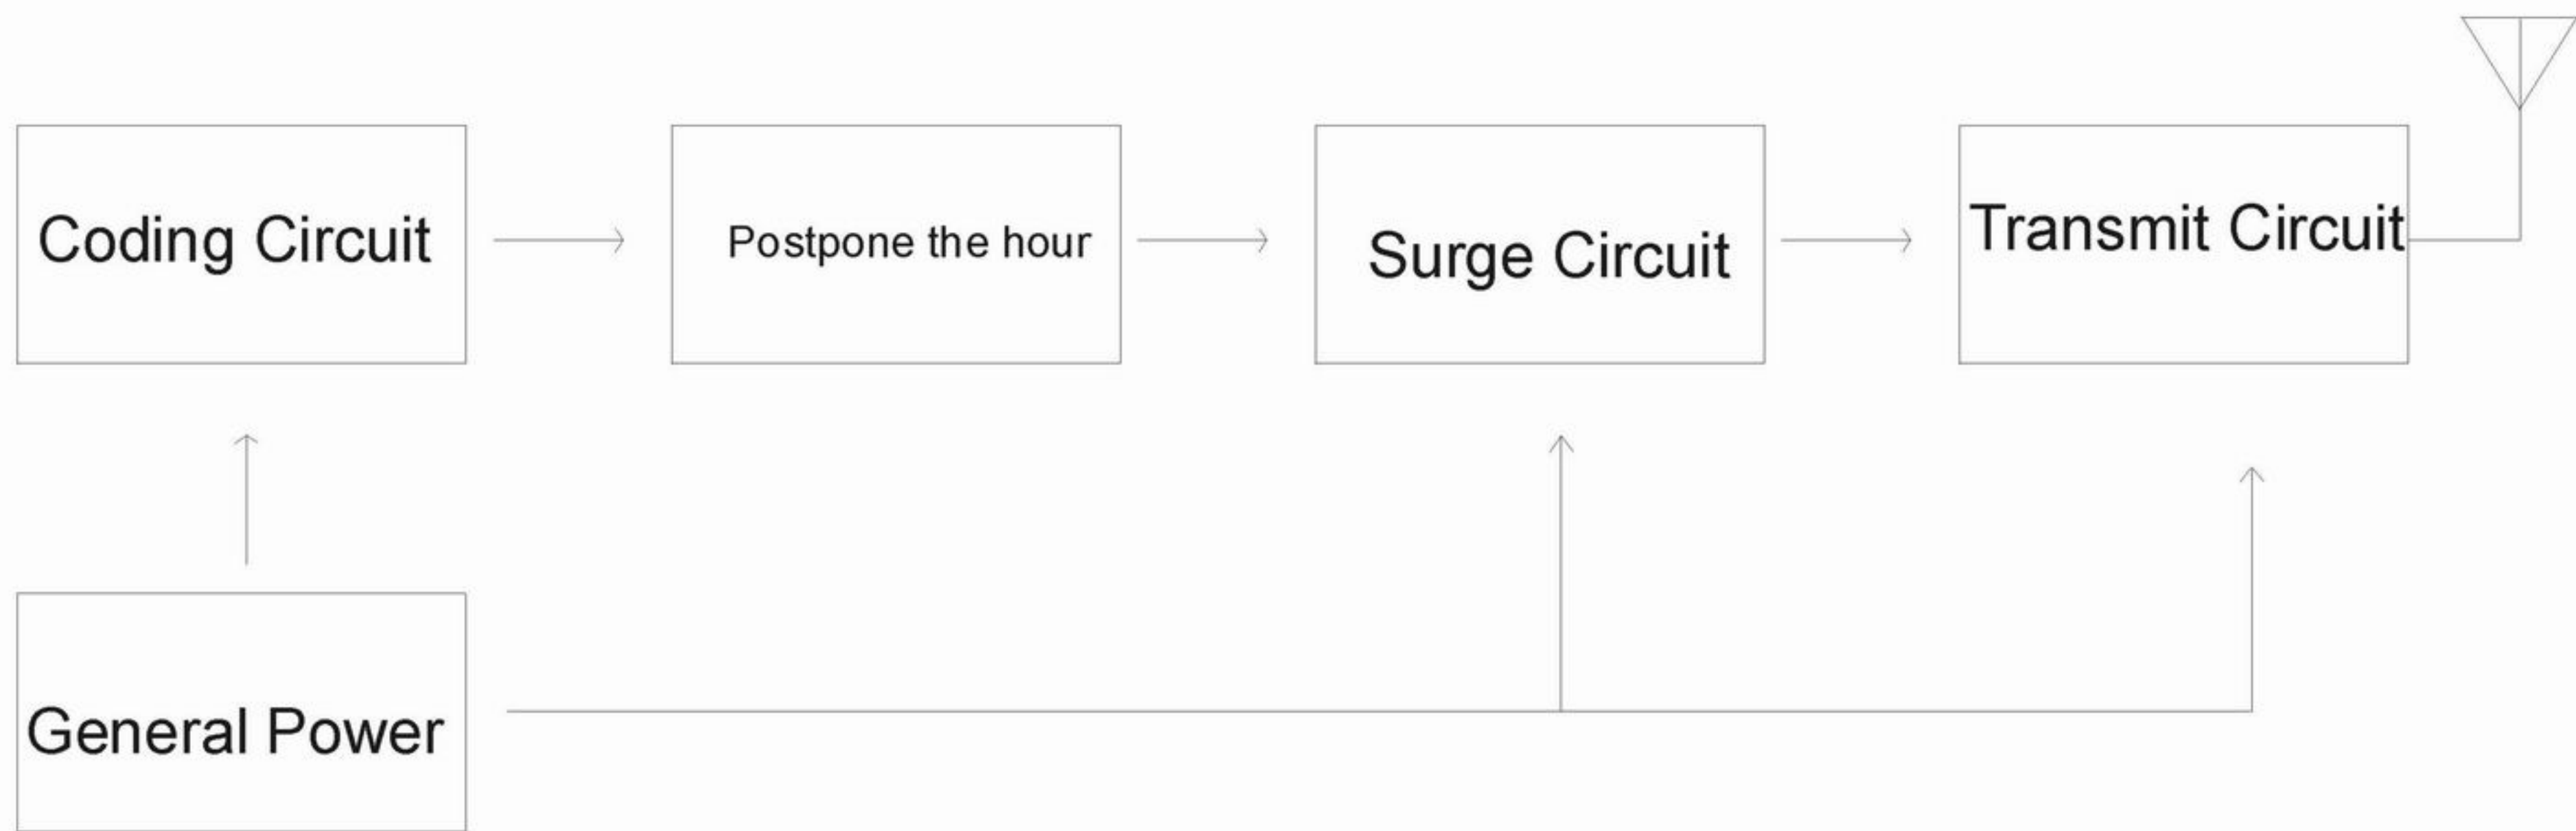 Coding Circuit
Postpone the hour
Surge Circuit
Transmit Circuit
General Power